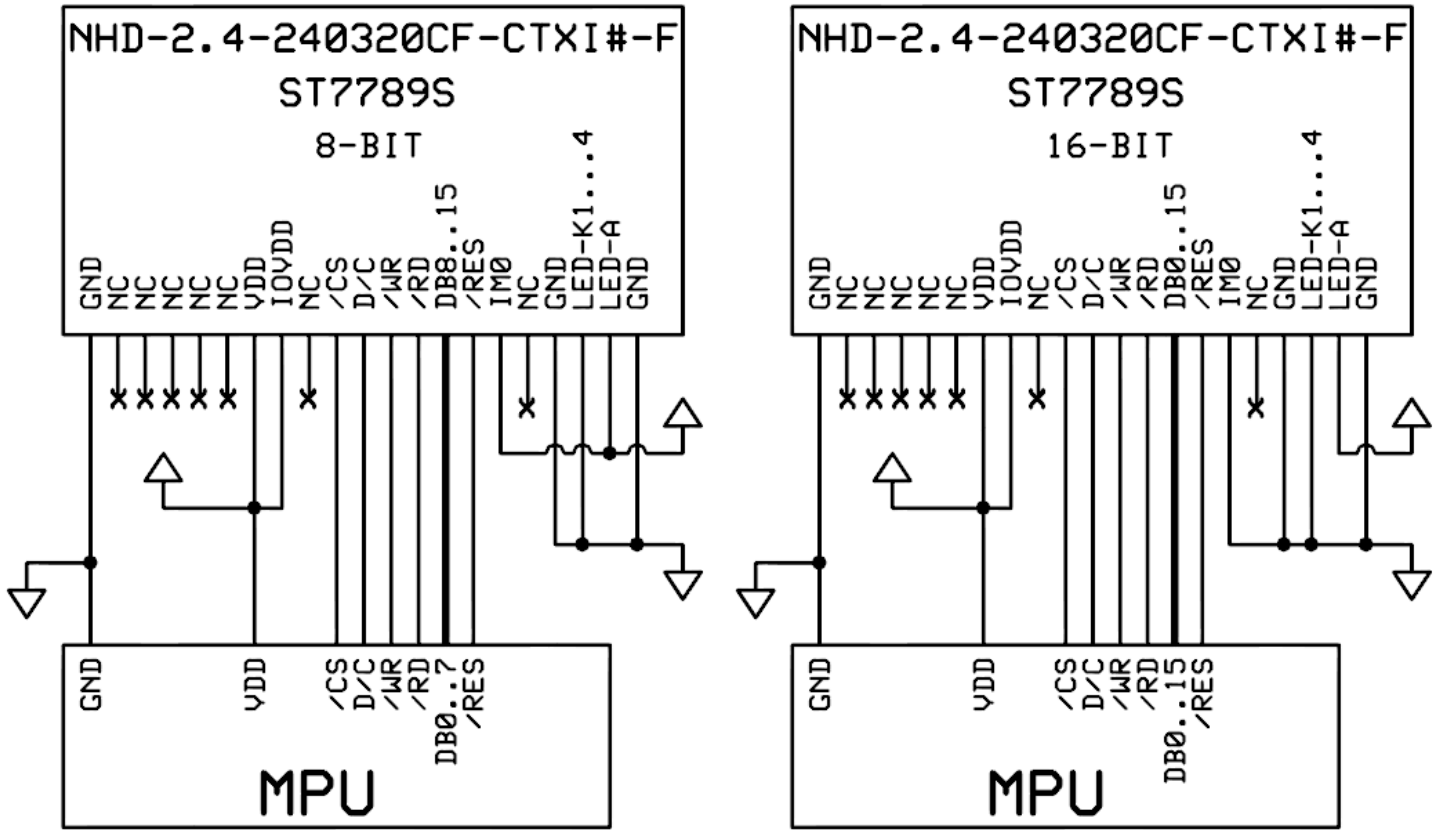 NHD-2.4-240320CF-CTXI#-F
ST7789S
8-BIT
GND
NC
NC
NC
NC
NC
VDD
IOVDD
NC
/CS
D/C
/WR
/RD
DB8..15
/RES
IM0
NC
GND
LED-K1...4
LED-A
GND
GND
VDD
/CS
D/C
/WR
/RD
DB0..7
/RES
MPU
NHD-2.4-240320CF-CTXI#-F
ST7789S
16-BIT
GND
NC
NC
NC
NC
NC
VDD
IOVDD
NC
/CS
D/C
/WR
/RD
DB0..15
/RES
IM0
NC
GND
LED-K1...4
LED-A
GND
GND
VDD
/CS
D/C
/WR
/RD
DB0..15
/RES
MPU